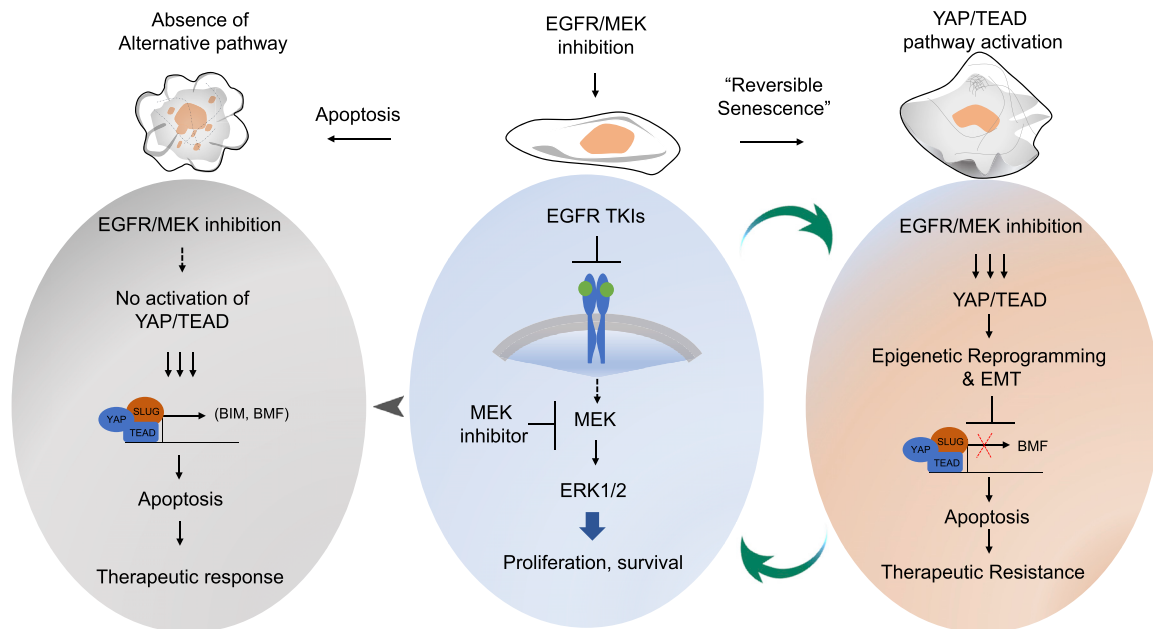 Absence of
Alternative pathway
EGFR/MEK
inhibition
YAP/TEAD
pathway activation
Apoptosis
“Reversible
Senescence”
EGFR/MEK inhibition
No activation of
YAP/TEAD
YAP
SLUG
TEAD
(BIM, BMF)
Apoptosis
Therapeutic response
EGFR TKIs
MEK
inhibitor
MEK
ERK1/2
Proliferation, survival
EGFR/MEK inhibition
YAP/TEAD
Epigenetic Reprogramming
& EMT
YAP
SLUG
TEAD
BMF
Apoptosis
Therapeutic Resistance